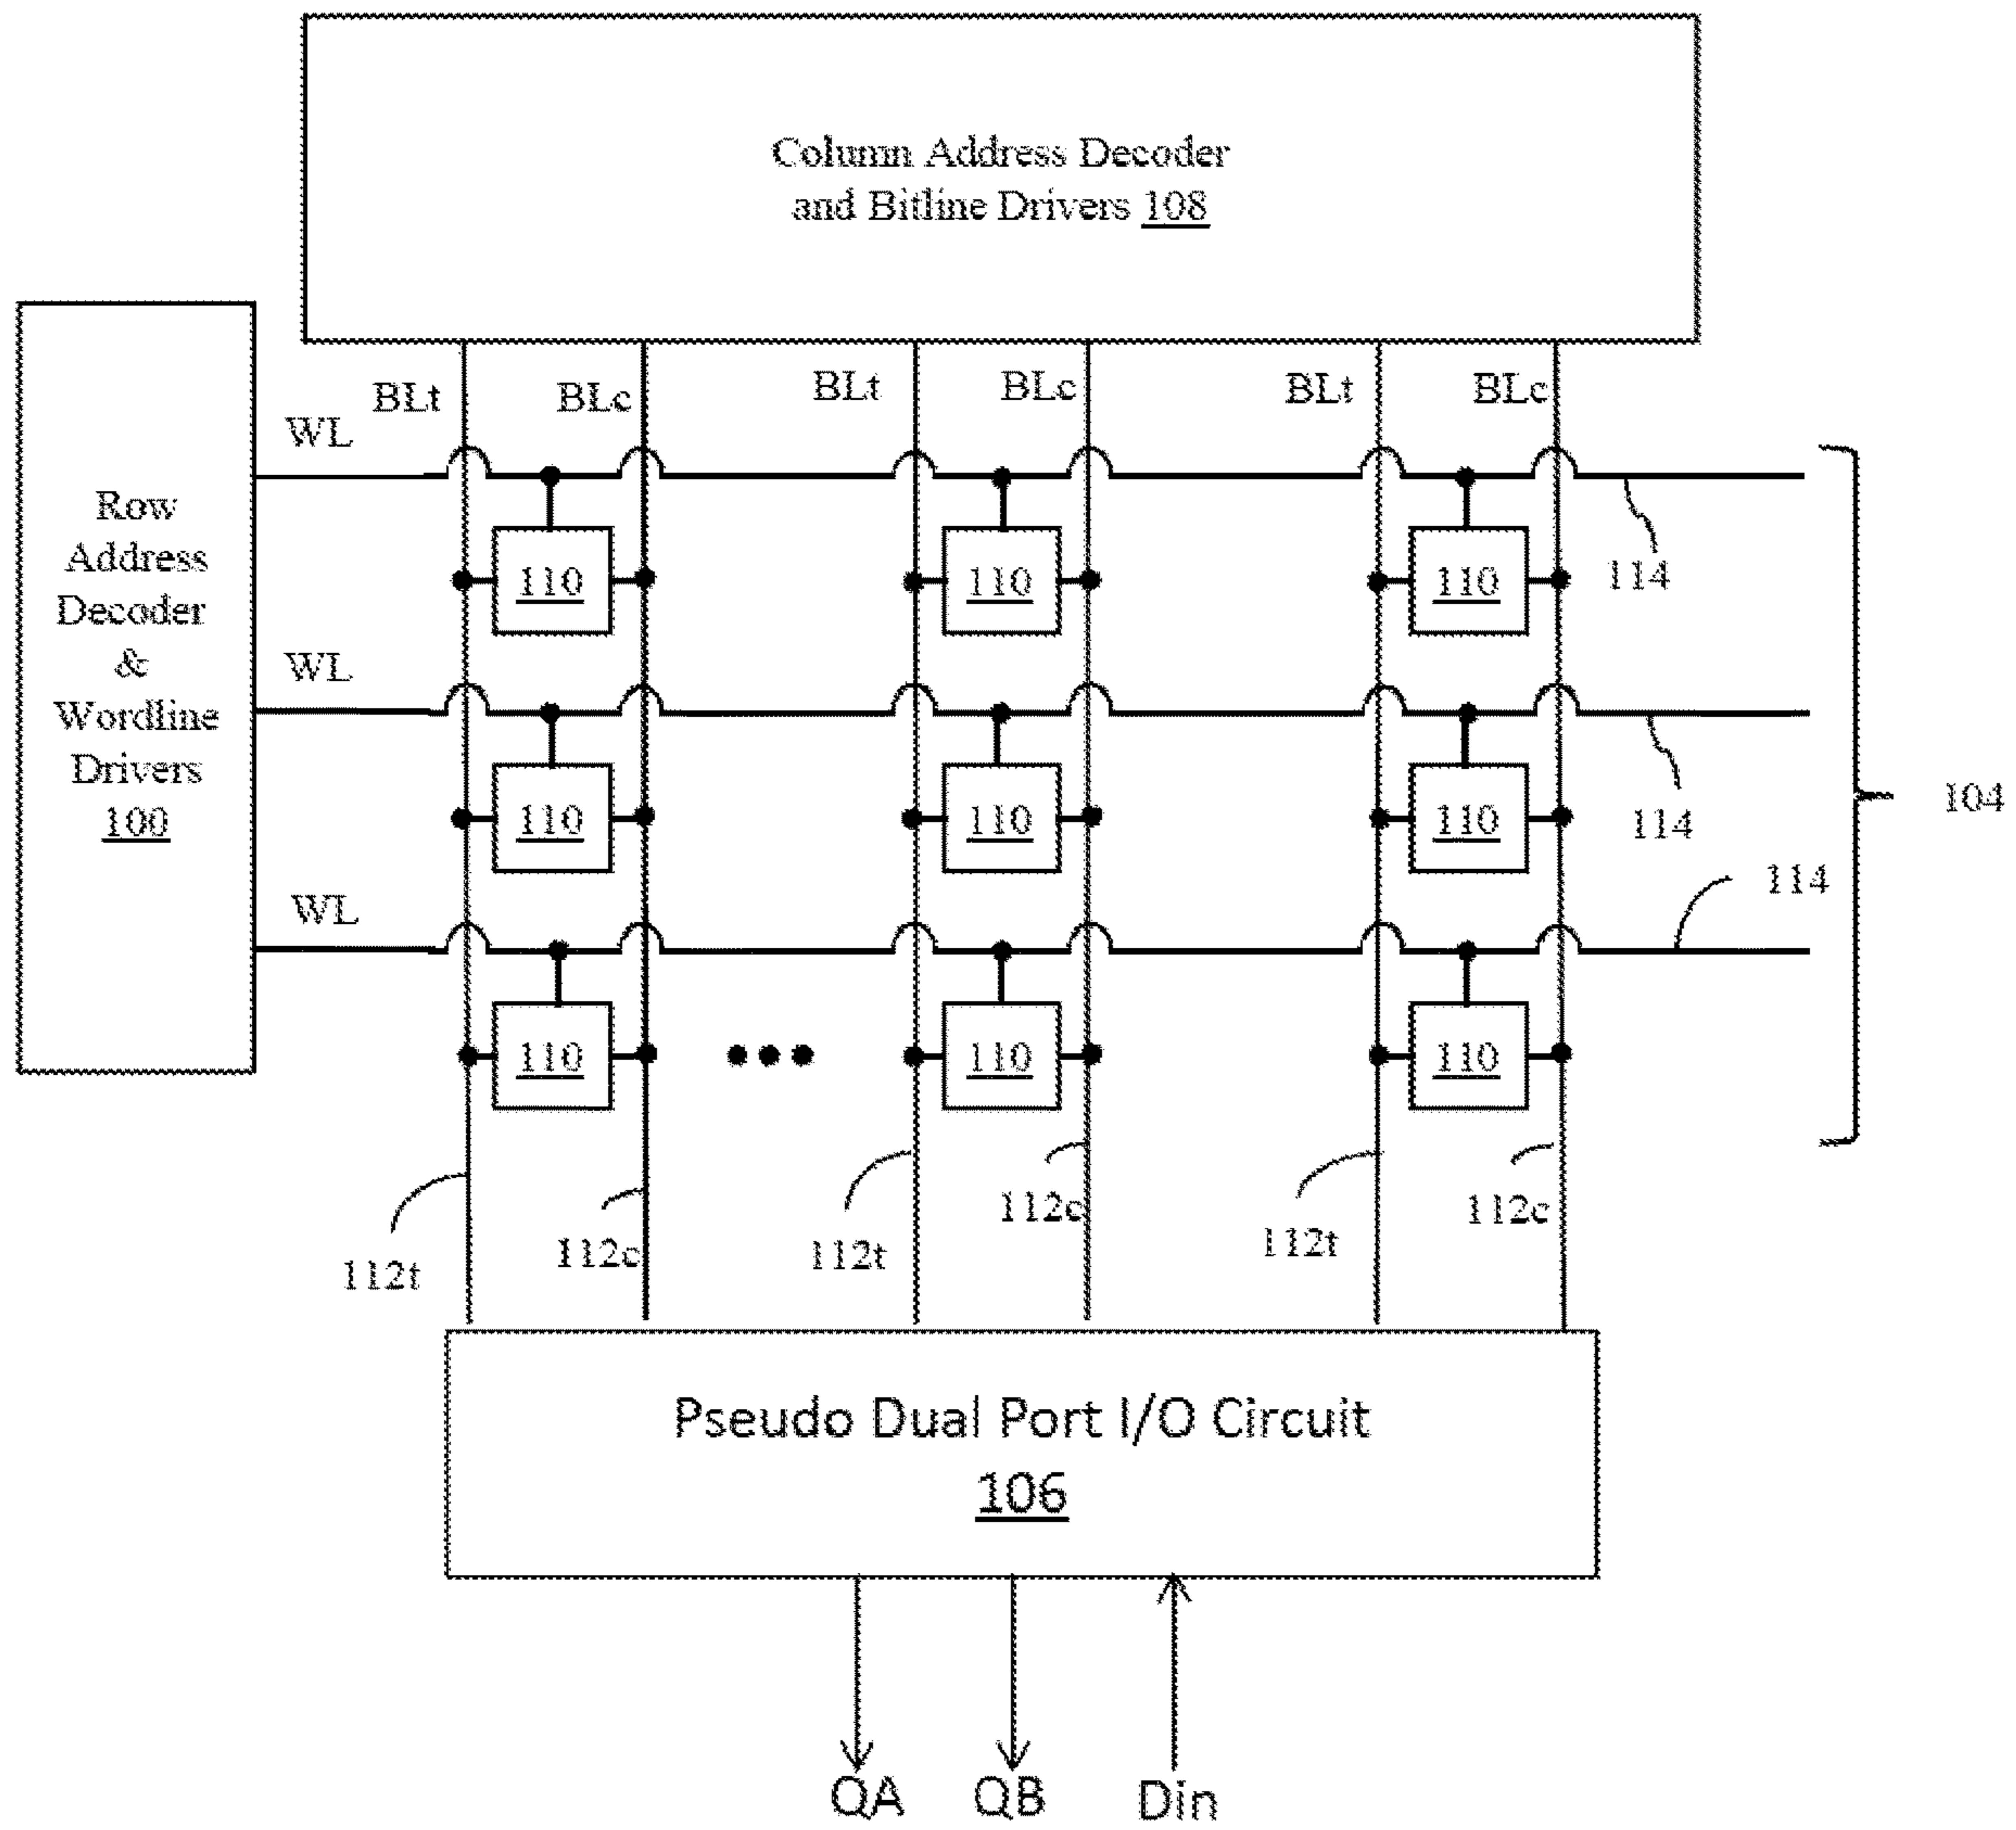 Column Address Decoder
and Bitline Drivers 108
BLt BLc BLt BLc BLt BLc
WL
Row
Address
Decoder
&
Wordline
Drivers
100
110 110 110
114
WL
110 110 110
114
104
WL
114
110 110 110
112t 112c 112t 112c 112t 112c
Pseudo Dual Port I/O Circuit
106
QA QB Din